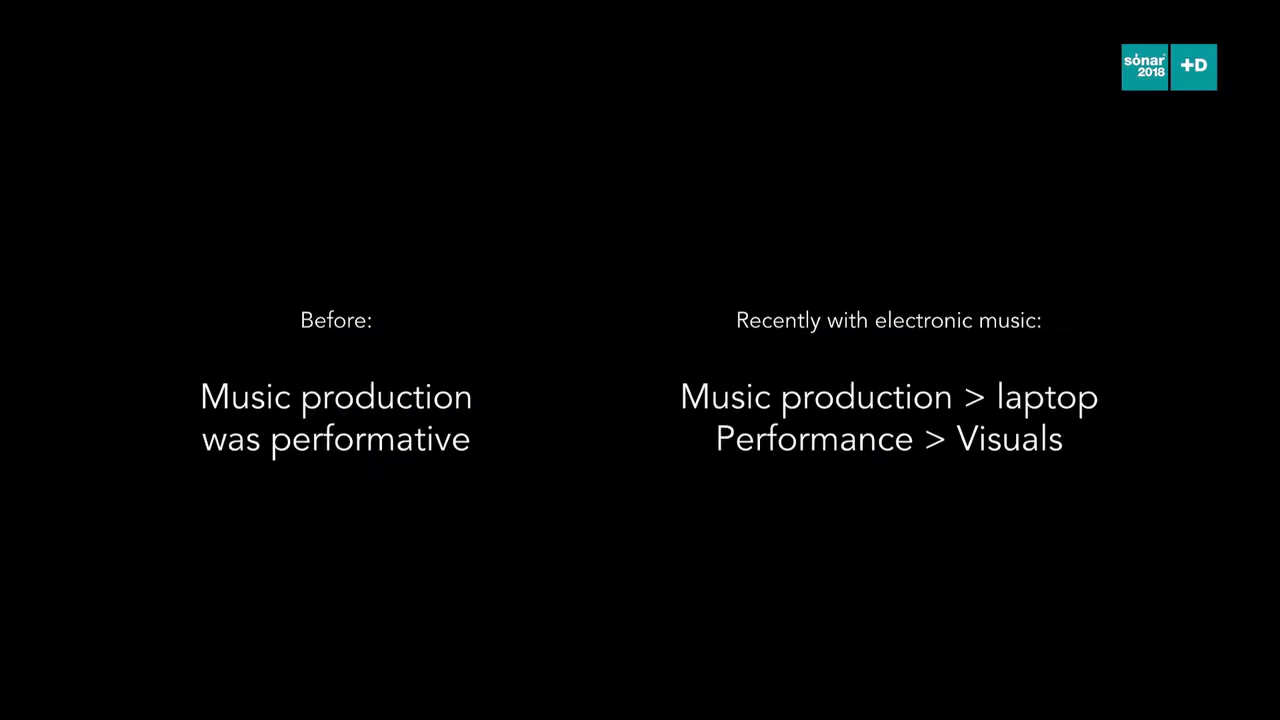 sónar
2018
+D
Before:
Music production
was performative
Recently with electronic music:
Music production > laptop
Performance > Visuals